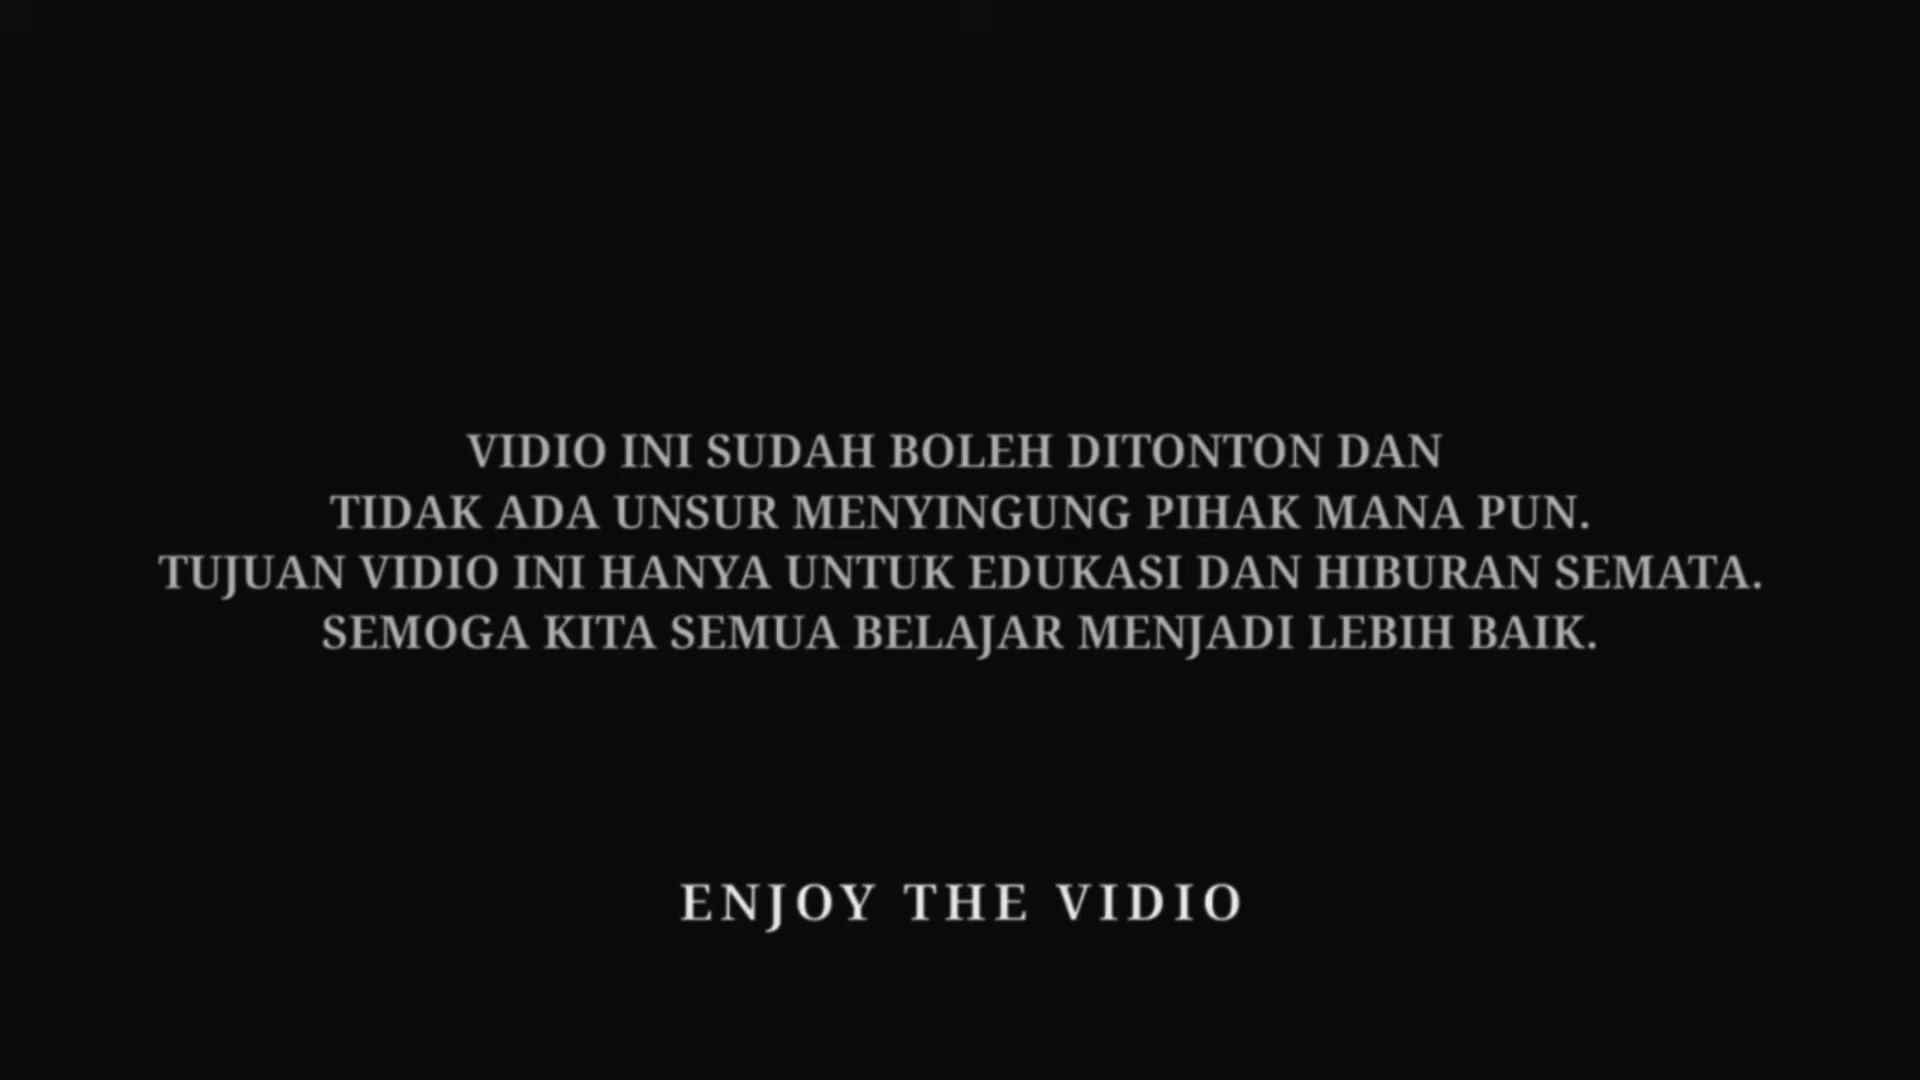 VIDIO INI SUDAH BOLEH DITONTON DAN
TIDAK ADA UNSUR MENYINGUNG PIHAK MANA PUN.
TUJUAN VIDIO INI HANYA UNTUK EDUKASI DAN HIBURAN SEMATA.
SEMOGA KITA SEMUA BELAJAR MENJADI LEBIH BAIK.
ENJOY THE VIDIO